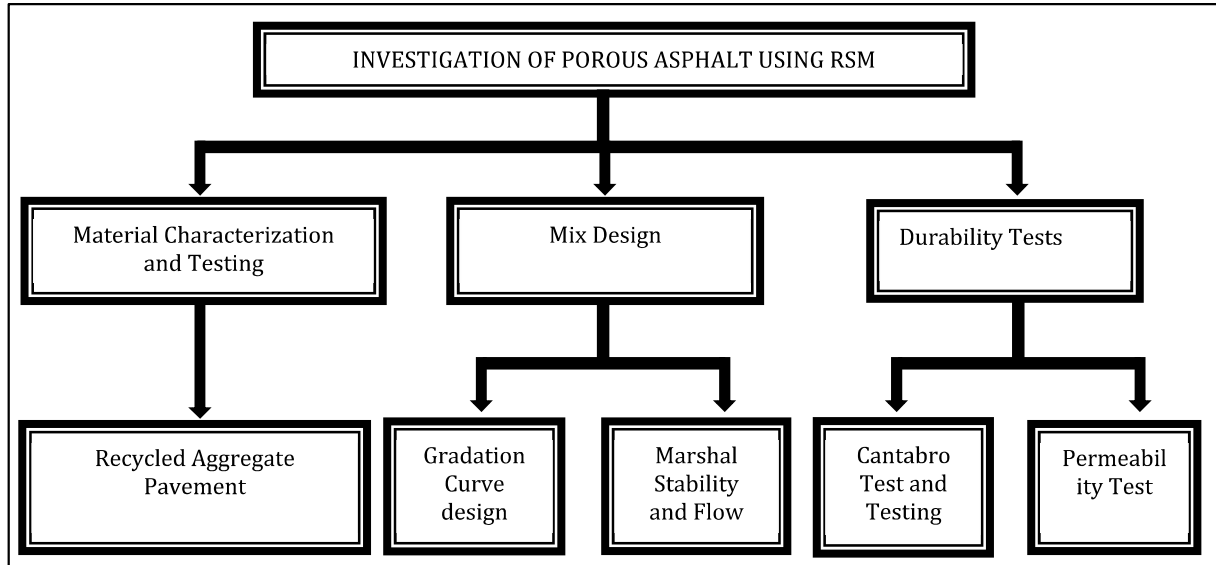 INVESTIGATION OF POROUS ASPHALT USING RSM
Material Characterization
and Testing
Mix Design
Durability Tests
Recycled Aggregate
Pavement
Gradation
Curve
design
Marshal
Stability
and Flow
Cantabro
Test and
Testing
Permeabil
ity Test